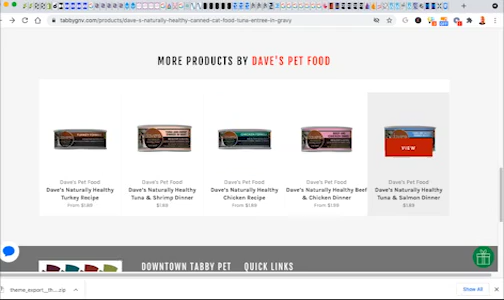 tabbygnv.com/products/dave-s-naturally-healthy-canned-cat-food-tuna-entree-in-gravy
MORE PRODUCTS BY DAVE'S PET FOOD
VIEW
Dave's Pet Food
Dave's Naturally Healthy
Turkey Recipe
From $1.89
Dave's Pet Food
Dave's Naturally Healthy
Tuna & Shrimp Dinner
$1.89
Dave's Pet Food
Dave's Naturally Healthy
Chicken Recipe
From $1.89
Dave's Pet Food
Dave's Naturally Healthy Beef
& Chicken Dinner
From $1.89
Dave's Pet Food
Dave's Naturally Healthy
Tuna & Salmon Dinner
$1.89
DOWNTOWN TABBY PET
QUICK LINKS
theme_export__th....zip
Show All